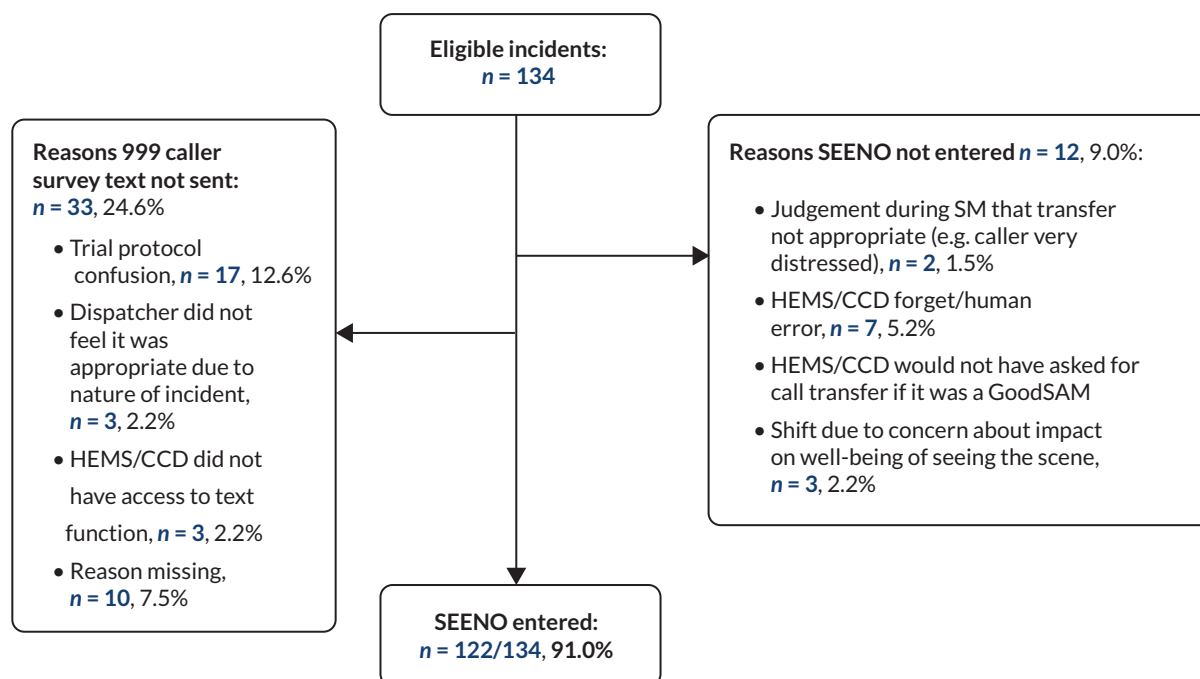 Eligible incidents:
n = 134
Reasons 999 caller
survey text not sent:
n = 33, 24.6%
• Trial protocol
confusion, n = 17, 12.6%
• Dispatcher did not
feel it was
appropriate due to
nature of incident,
n = 3, 2.2%
• HEMS/CCD did not
have access to text
function, n = 3, 2.2%
• Reason missing,
n = 10, 7.5%
Reasons SEENO not entered n = 12, 9.0%:
• Judgement during SM that transfer
not appropriate (e.g. caller very
distressed), n = 2, 1.5%
• HEMS/CCD forget/human
error, n = 7, 5.2%
• HEMS/CCD would not have asked for
call transfer if it was a GoodSAM
• Shift due to concern about impact
on well-being of seeing the scene,
n = 3, 2.2%
SEENO entered:
n = 122/134, 91.0%